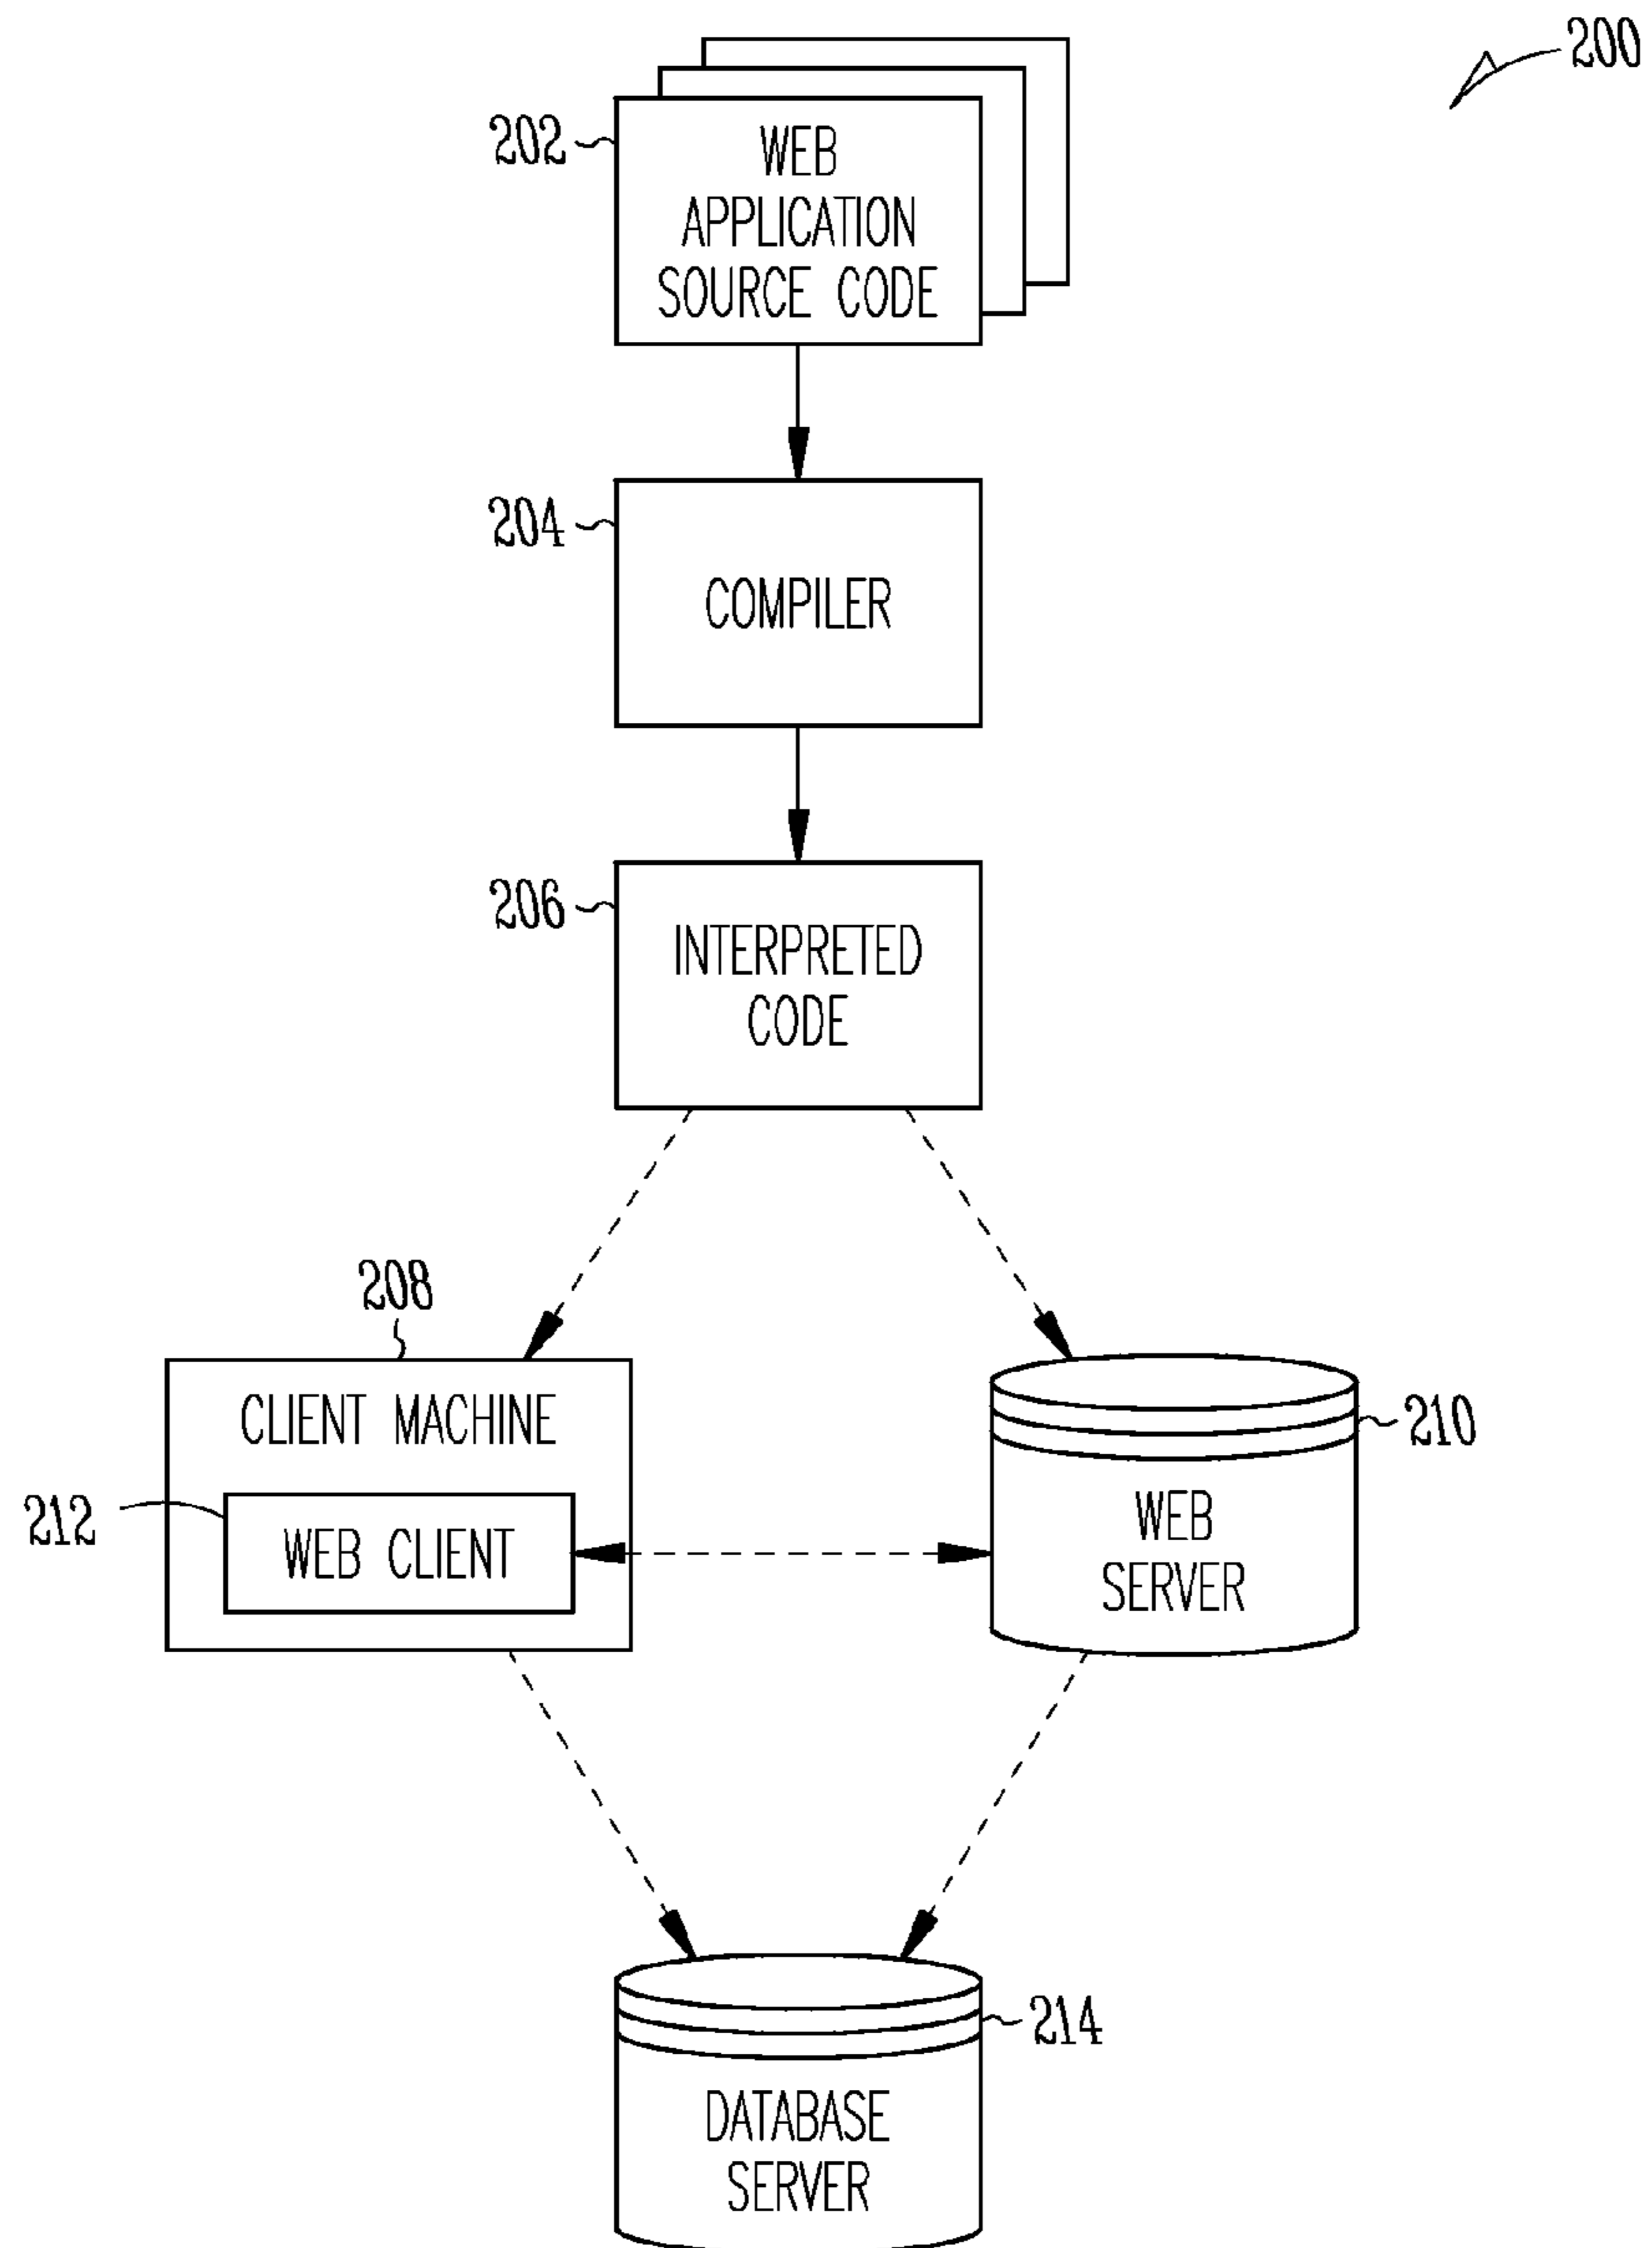 200
202
WEB
APPLICATION
SOURCE CODE
204
COMPILER
206
INTERPRETED
CODE
208
CLIENT MACHINE
210
212
WEB CLIENT
WEB
SERVER
214
DATABASE
SERVER